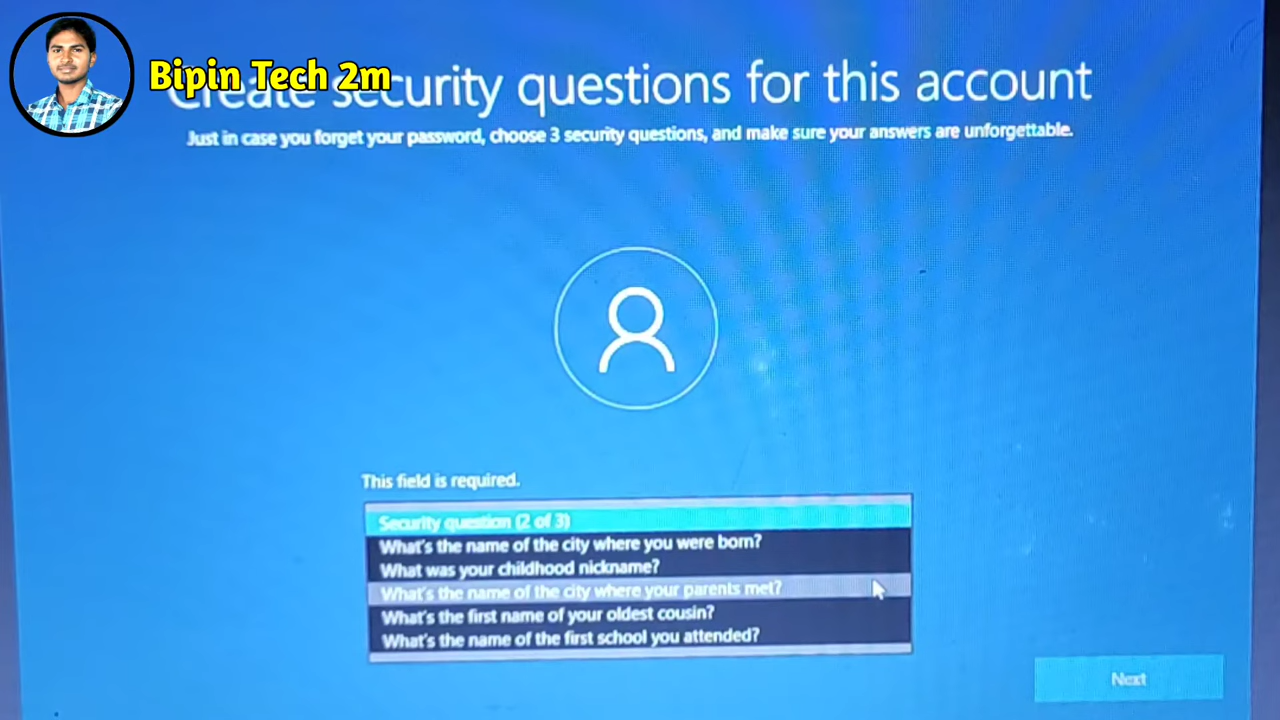 Bipin Tech 2m
Create security questions for this account
Just in case you forget your password, choose 3 security questions, and make sure your answers are unforgettable.
This field is required.
Security question (2 of 3)
What's the name of the city where you were born?
What was your childhood nickname?
What's the name of the city where your parents met?
What's the first name of your oldest cousin?
What's the name of the first school you attended?
Next